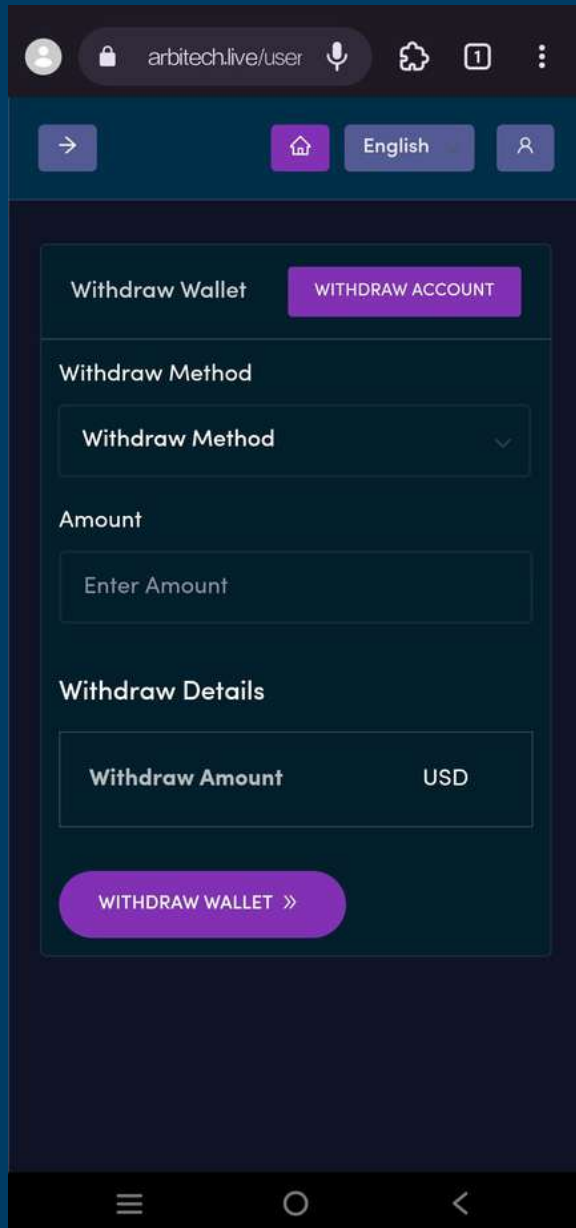 arbitech.live/user
1
English
Withdraw Wallet
WITHDRAW ACCOUNT
Withdraw Method
Withdraw Method
Amount
Enter Amount
Withdraw Details
Withdraw Amount USD
WITHDRAW WALLET »